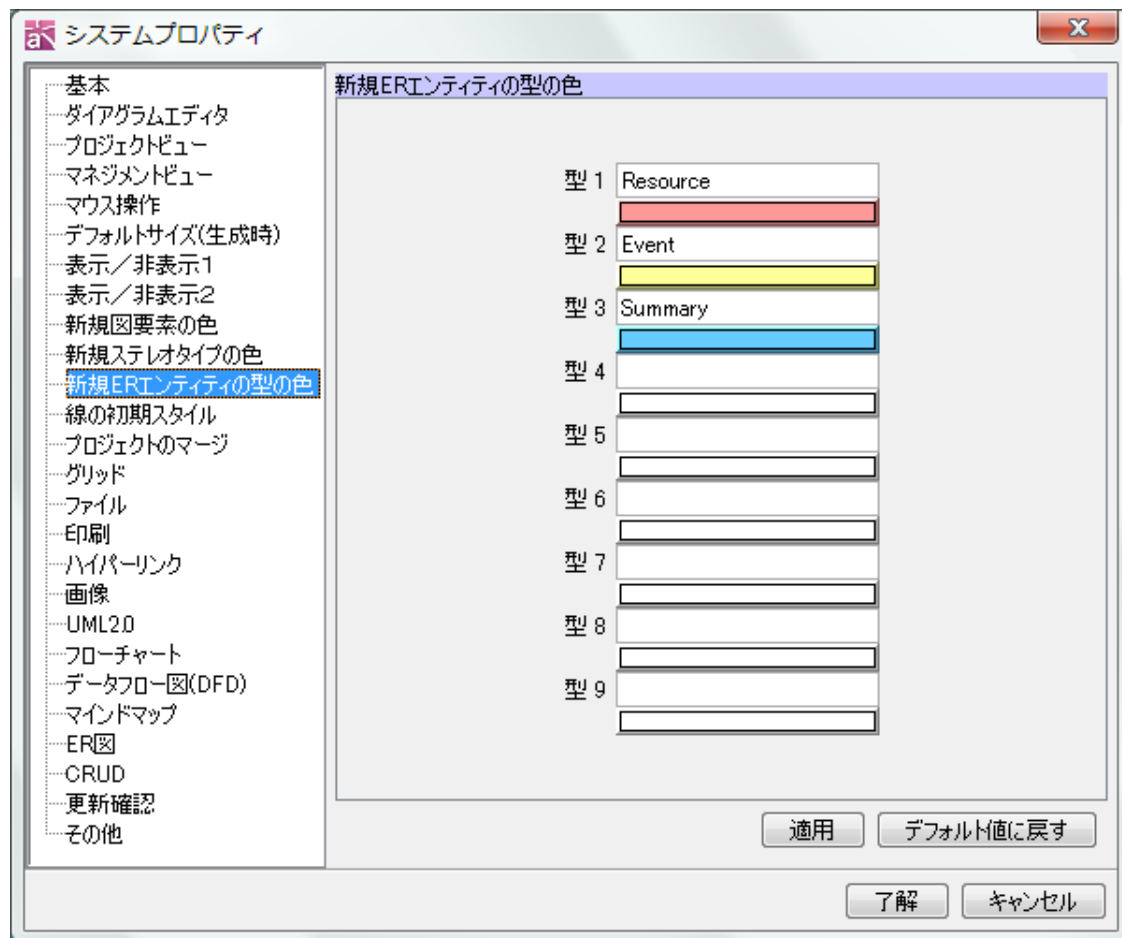 システムプロパティ
基本
ダイアグラムエディタ
プロジェクトビュー
マネジメントビュー
マウス操作
デフォルトサイズ(生成時)
表示／非表示1
表示／非表示2
新規図要素の色
新規ステレオタイプの色
新規ERエンティティの型の色
線の初期スタイル
プロジェクトのマージ
グリッド
ファイル
印刷
ハイパーリンク
画像
UML2.0
フローチャート
データフロー図(DFD)
マインドマップ
ER図
CRUD
更新確認
その他
新規ERエンティティの型の色
型 1 Resource
型 2 Event
型 3 Summary
型 4
型 5
型 6
型 7
型 8
型 9
適用 デフォルト値に戻す
了解 キャンセル